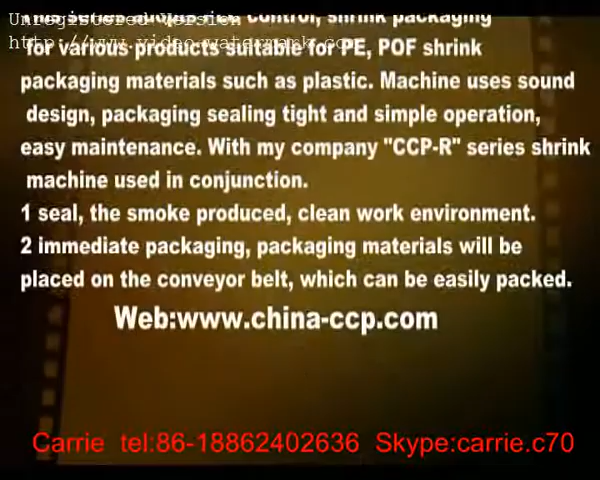 Unregistered Version
control, shrink packaging
http://www.video-watermark.com
for various products suitable for PE, POF shrink
packaging materials such as plastic. Machine uses sound
design, packaging sealing tight and simple operation,
easy maintenance. With my company "CCP-R" series shrink
machine used in conjunction.
1 seal, the smoke produced, clean work environment.
2 immediate packaging, packaging materials will be
placed on the conveyor belt, which can be easily packed.
Web:www.china-ccp.com
Carrie tel:86-18862402636 Skype:carrie.c70